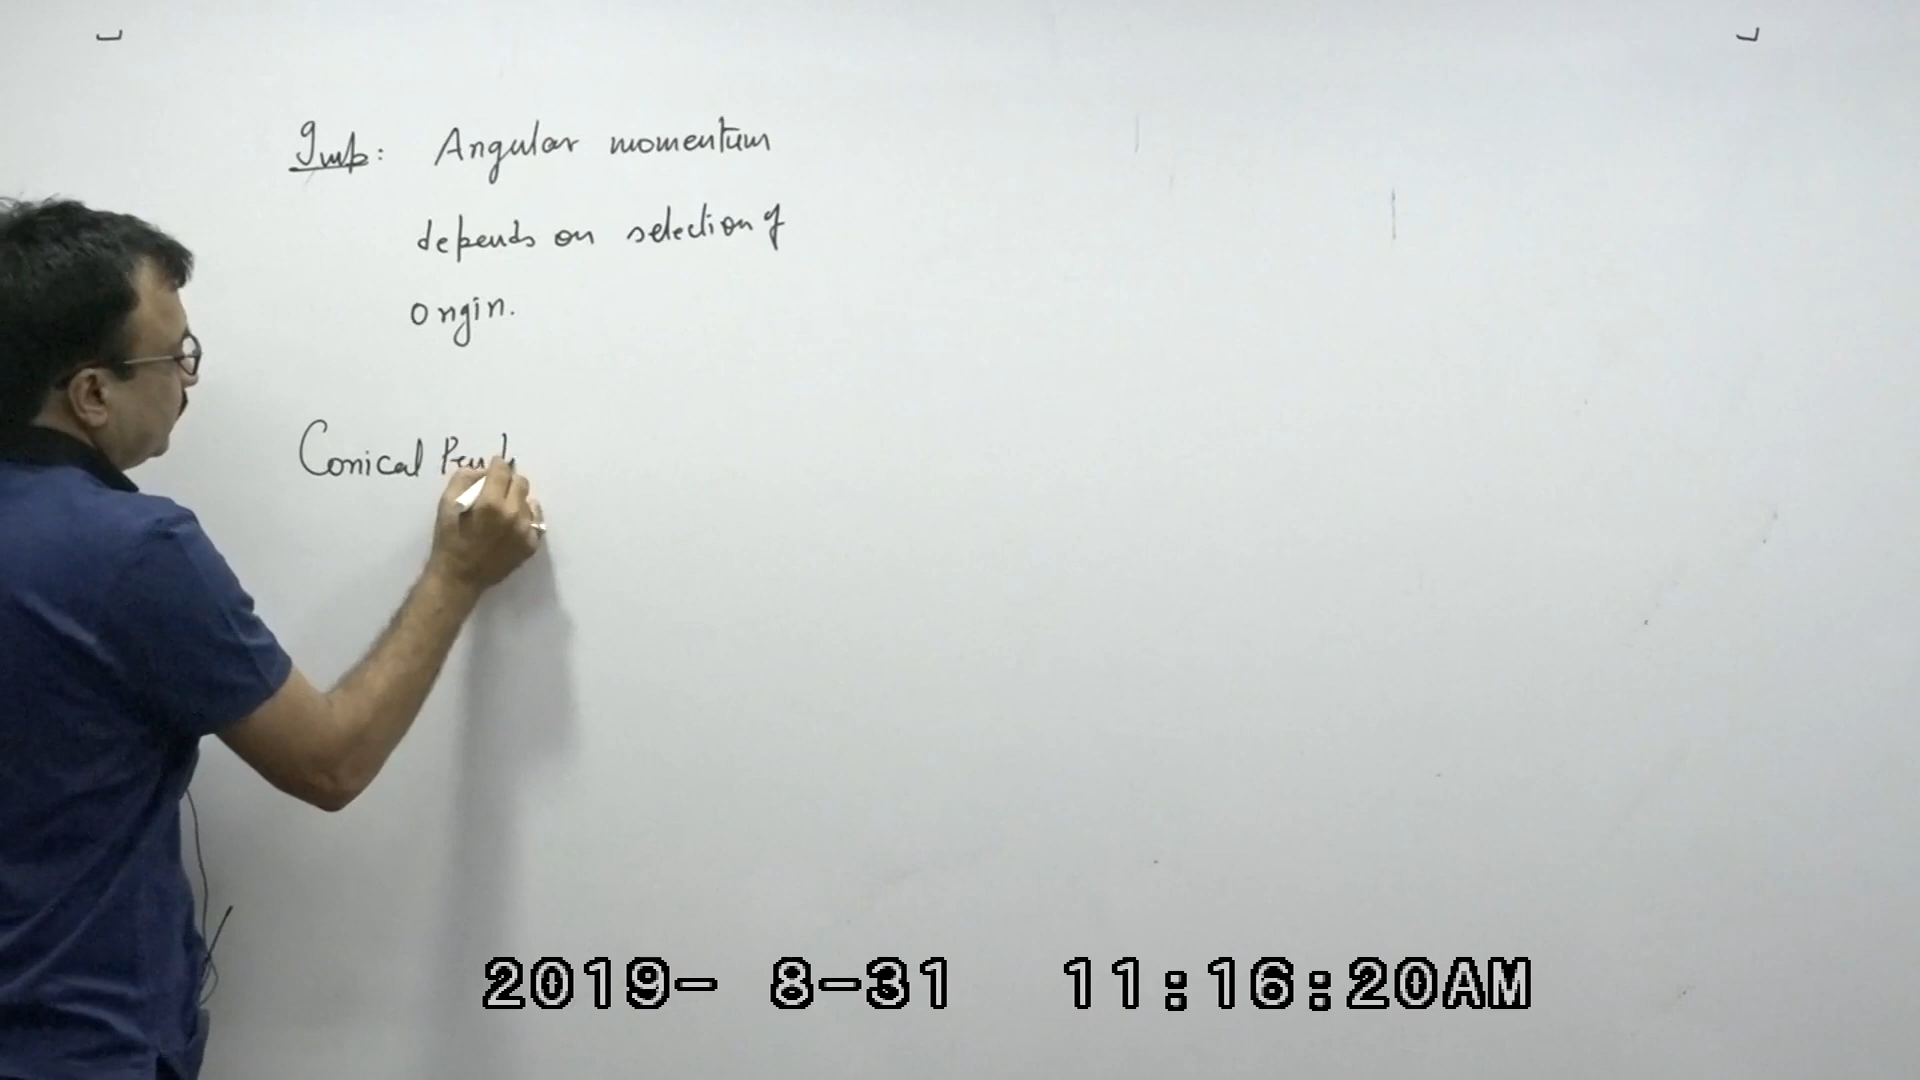 Imp: Angular momentum
depends on selection of
origin.
Conical Pend
2019- 8-31 11:16:20AM